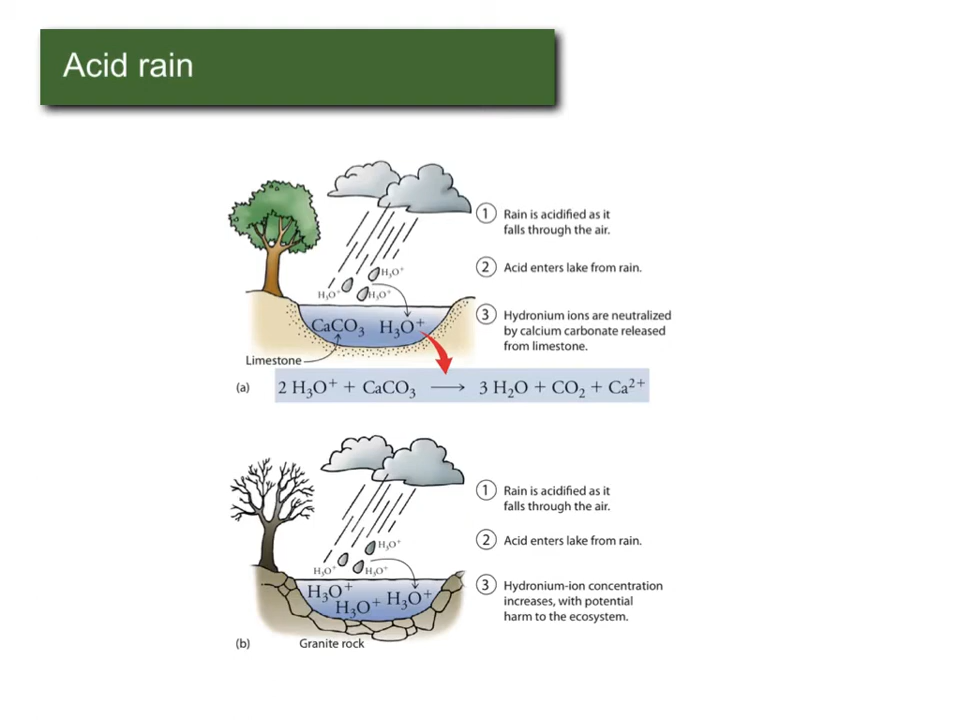 Acid rain
1 Rain is acidified as it
falls through the air.
2 Acid enters lake from rain.
H₃O⁺
H₃O⁺ H₃O⁺
3 Hydronium ions are neutralized
by calcium carbonate released
from limestone.
CaCO₃ H₃O⁺
Limestone
(a) 2 H₃O⁺ + CaCO₃ ⟶ 3 H₂O + CO₂ + Ca²⁺
1 Rain is acidified as it
falls through the air.
2 Acid enters lake from rain.
H₃O⁺
H₃O⁺ H₃O⁺
3 Hydronium-ion concentration
increases, with potential
harm to the ecosystem.
H₃O⁺ H₃O⁺ H₃O⁺
(b) Granite rock